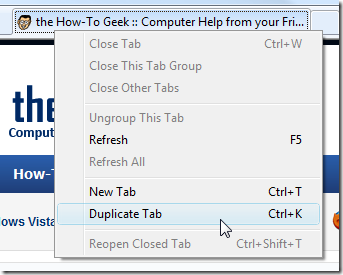 the How-To Geek :: Computer Help from your Fri...
Close Tab Ctrl+W
Close This Tab Group
Close Other Tabs
Ungroup This Tab
Refresh F5
Refresh All
New Tab Ctrl+T
Duplicate Tab Ctrl+K
Reopen Closed Tab Ctrl+Shift+T
the
Comput
How-T
lows Vista